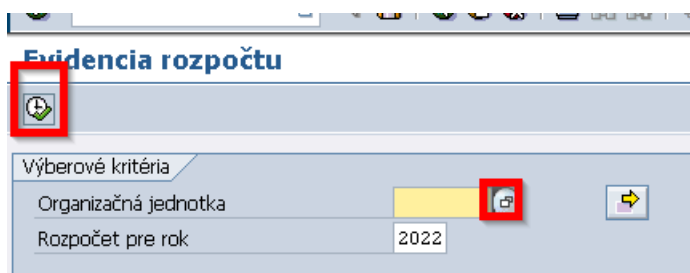 Evidencia rozpočtu
Výberové kritéria
Organizačná jednotka
Rozpočet pre rok 2022